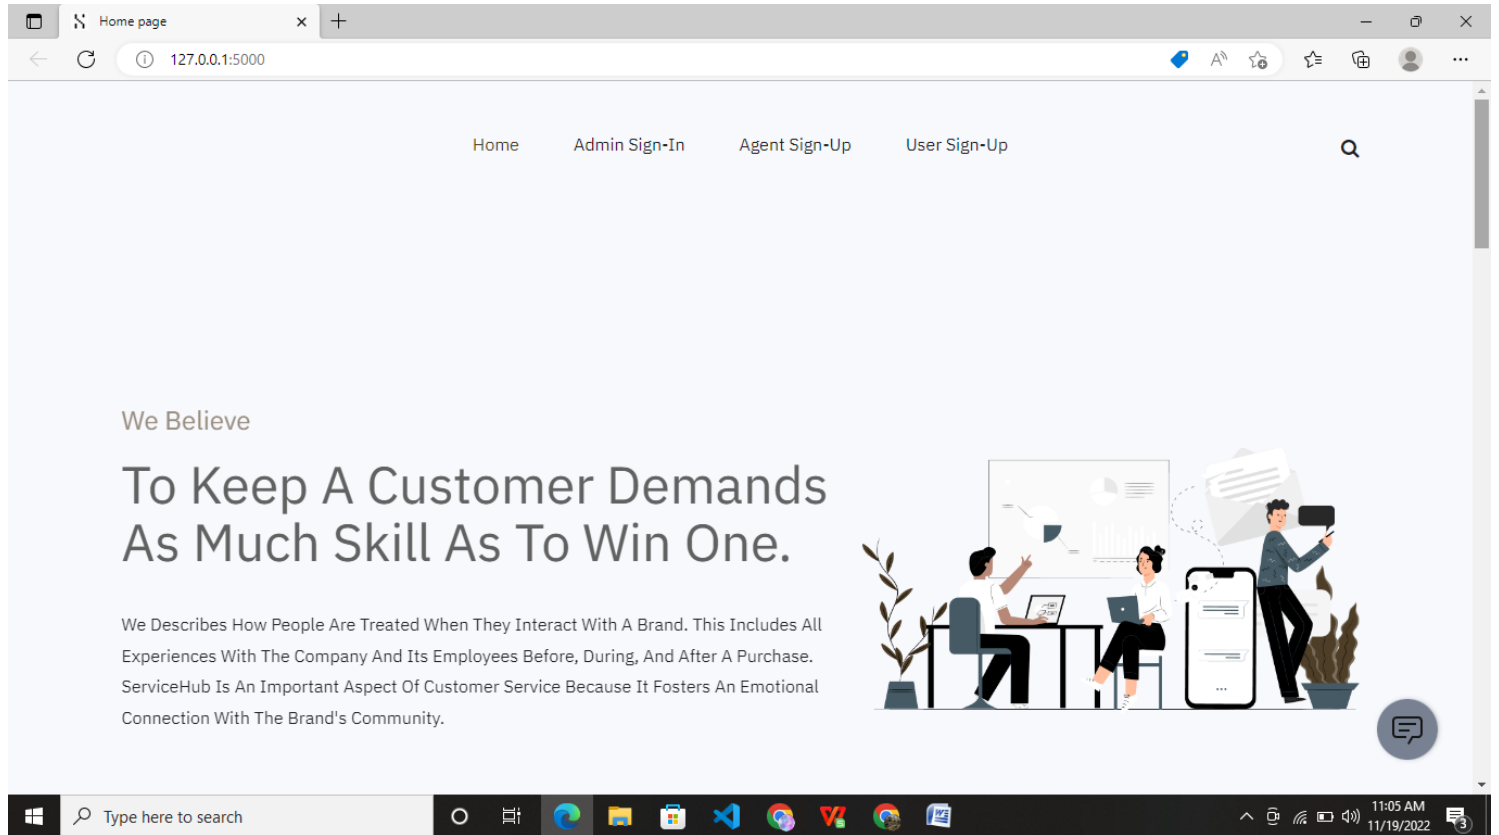 Home page
127.0.0.1:5000
Home Admin Sign-In Agent Sign-Up User Sign-Up
We Believe
To Keep A Customer Demands
As Much Skill As To Win One.
We Describes How People Are Treated When They Interact With A Brand. This Includes All
Experiences With The Company And Its Employees Before, During, And After A Purchase.
ServiceHub Is An Important Aspect Of Customer Service Because It Fosters An Emotional
Connection With The Brand's Community.
Type here to search
11:05 AM
11/19/2022
3